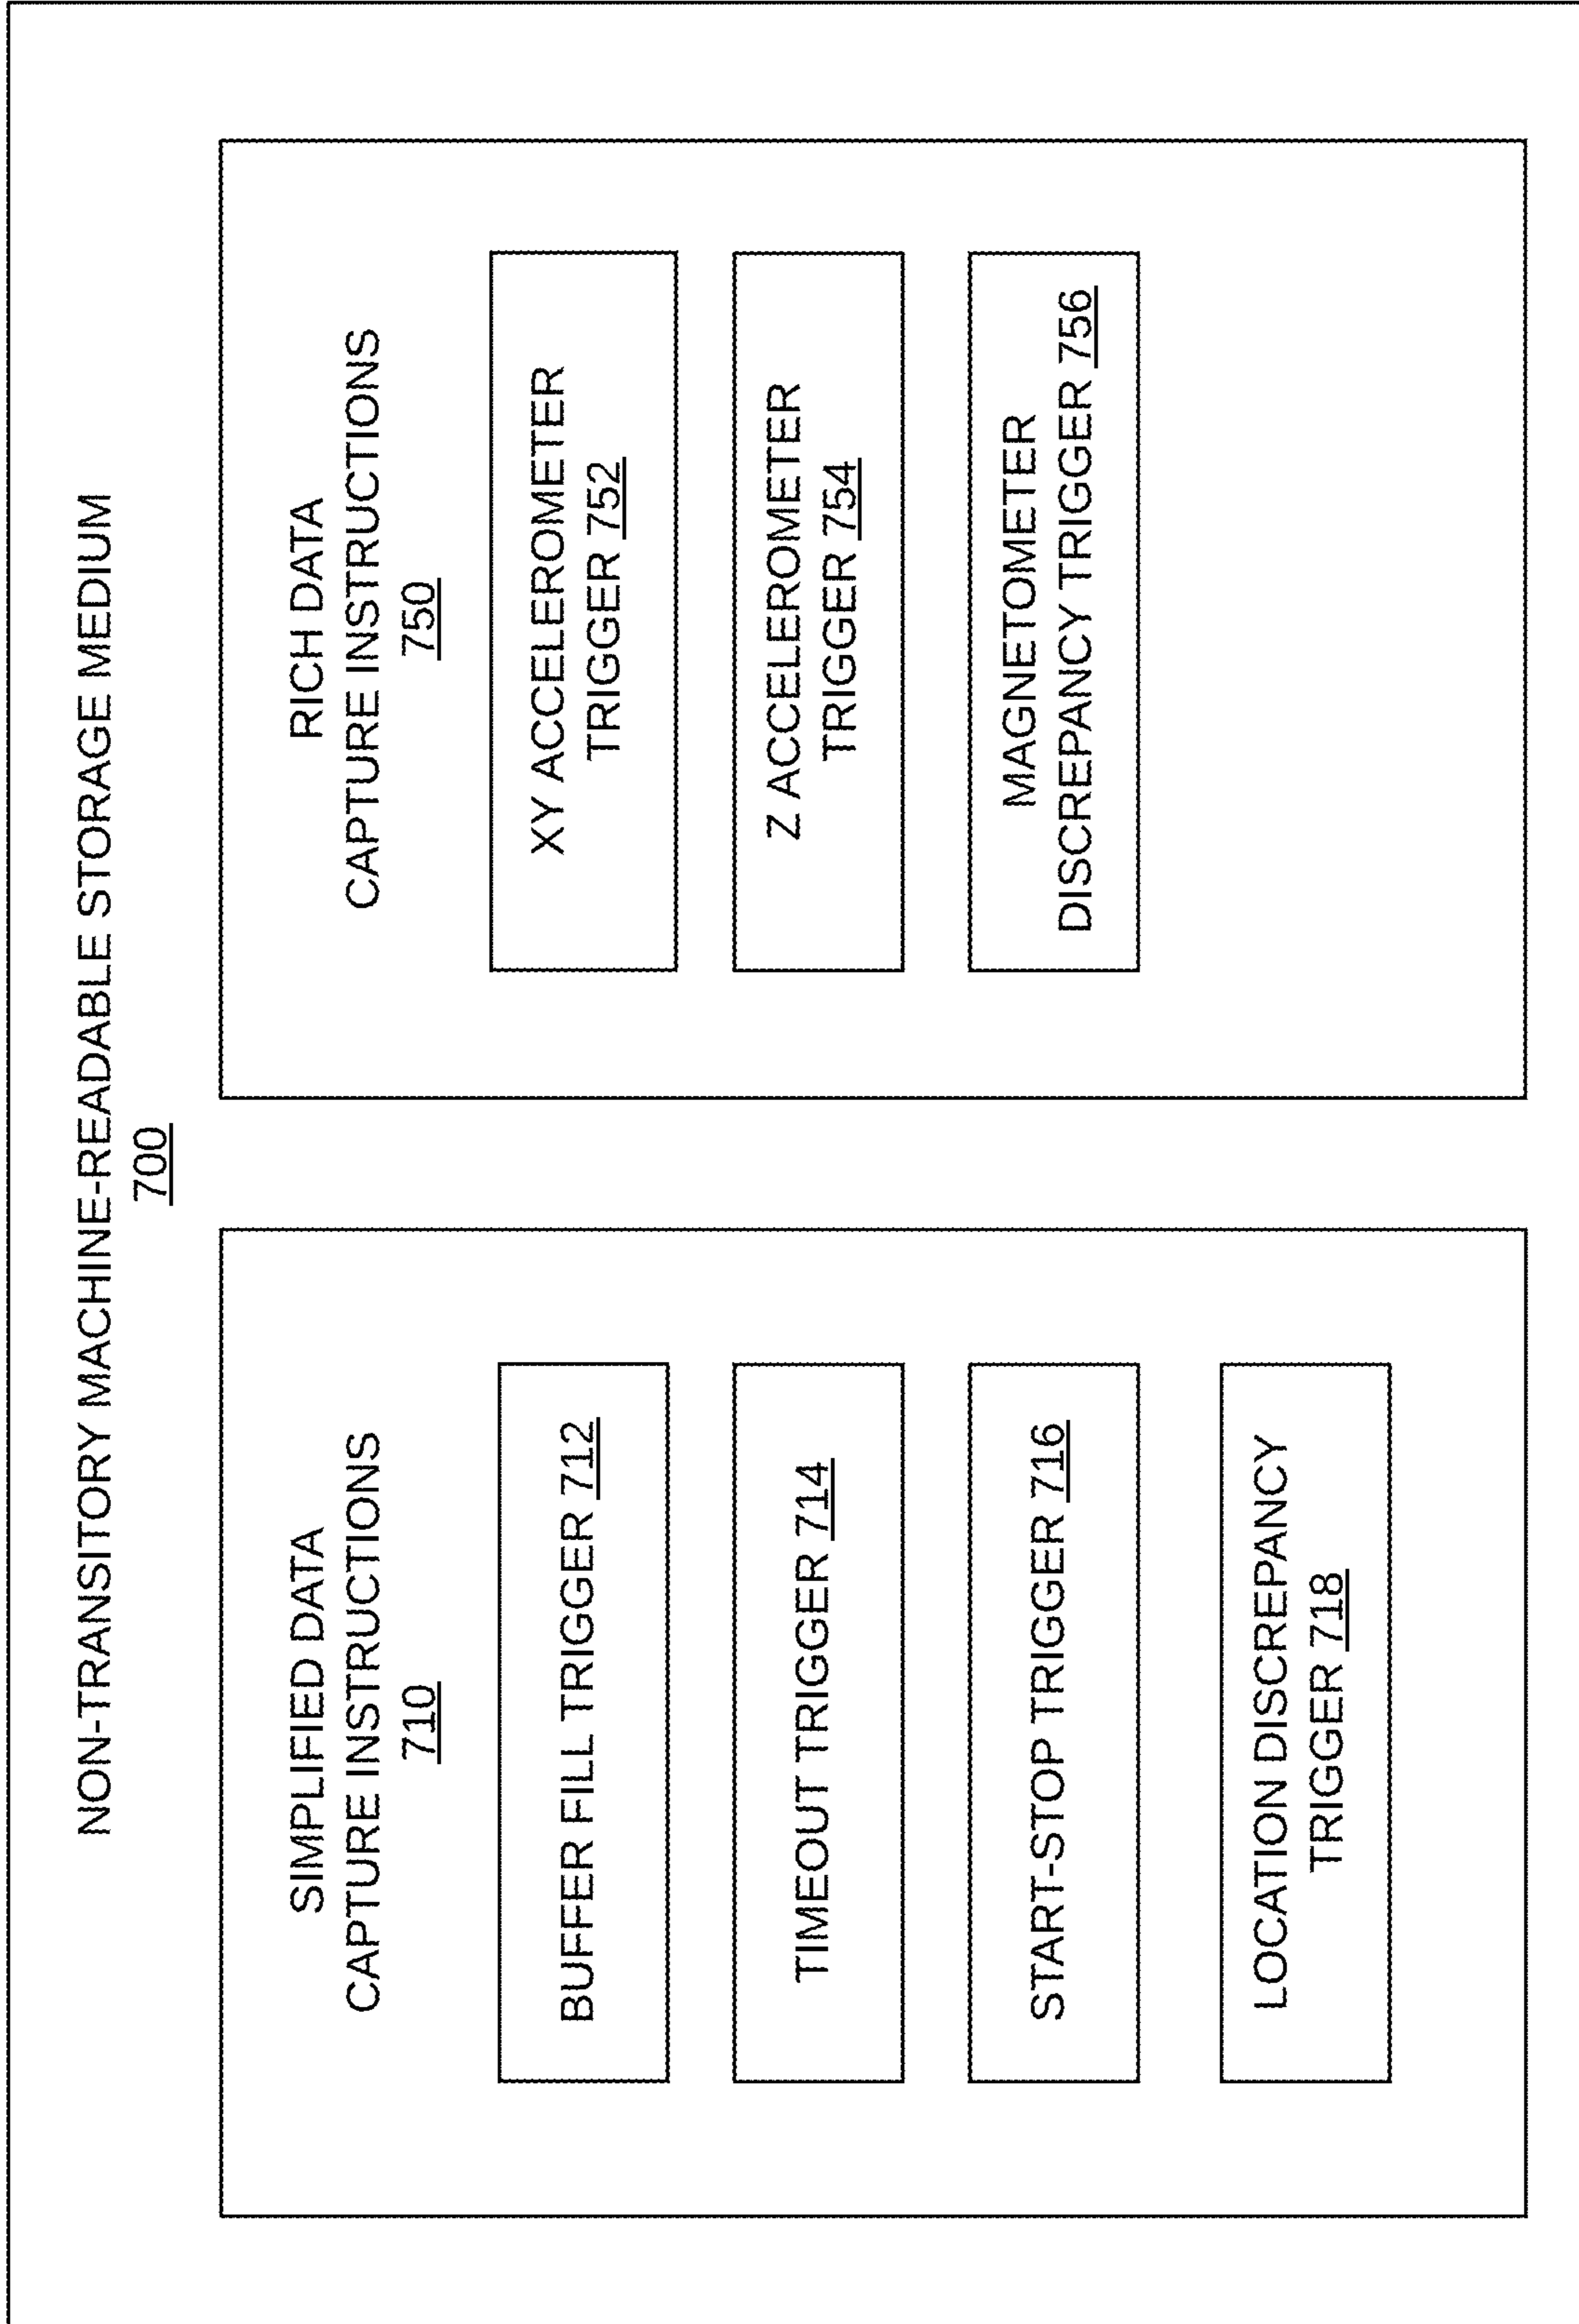 NON-TRANSITORY MACHINE-READABLE STORAGE MEDIUM
700
SIMPLIFIED DATA
CAPTURE INSTRUCTIONS
710
BUFFER FILL TRIGGER 712
TIMEOUT TRIGGER 714
START-STOP TRIGGER 716
LOCATION DISCREPANCY
TRIGGER 718
RICH DATA
CAPTURE INSTRUCTIONS
750
XY ACCELEROMETER
TRIGGER 752
Z ACCELEROMETER
TRIGGER 754
MAGNETOMETER
DISCREPANCY TRIGGER 756